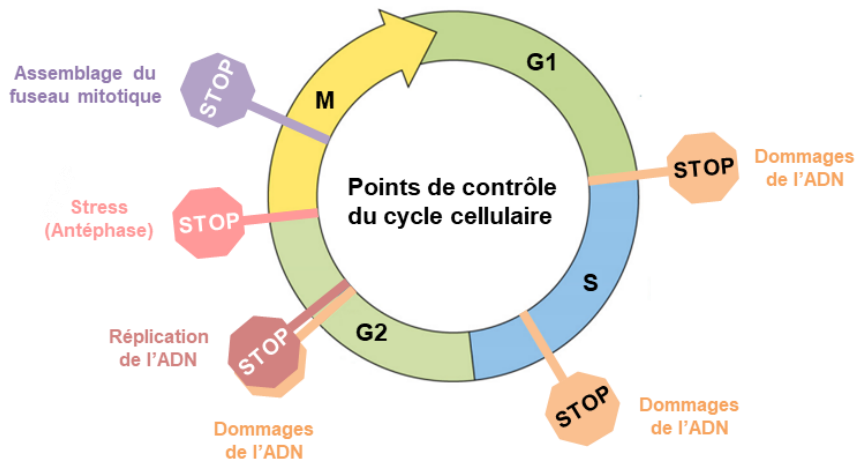 G1
M
Assemblage du
fuseau mitotique
STOP
STOP
Dommages
de l'ADN
Points de contrôle
du cycle cellulaire
Stress
(Antéphase)
STOP
S
G2
Réplication
de l'ADN
STOP
Dommages
de l'ADN
STOP
Dommages
de l'ADN